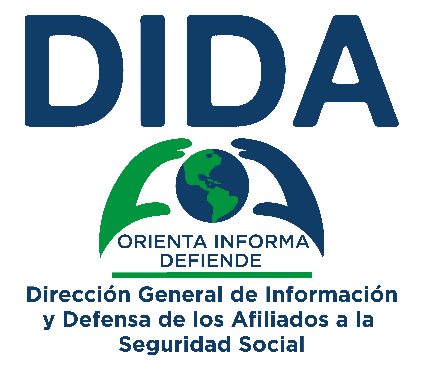 DIDA
ORIENTA INFORMA
DEFIENDE
Dirección General de Información
y Defensa de los Afiliados a la
Seguridad Social